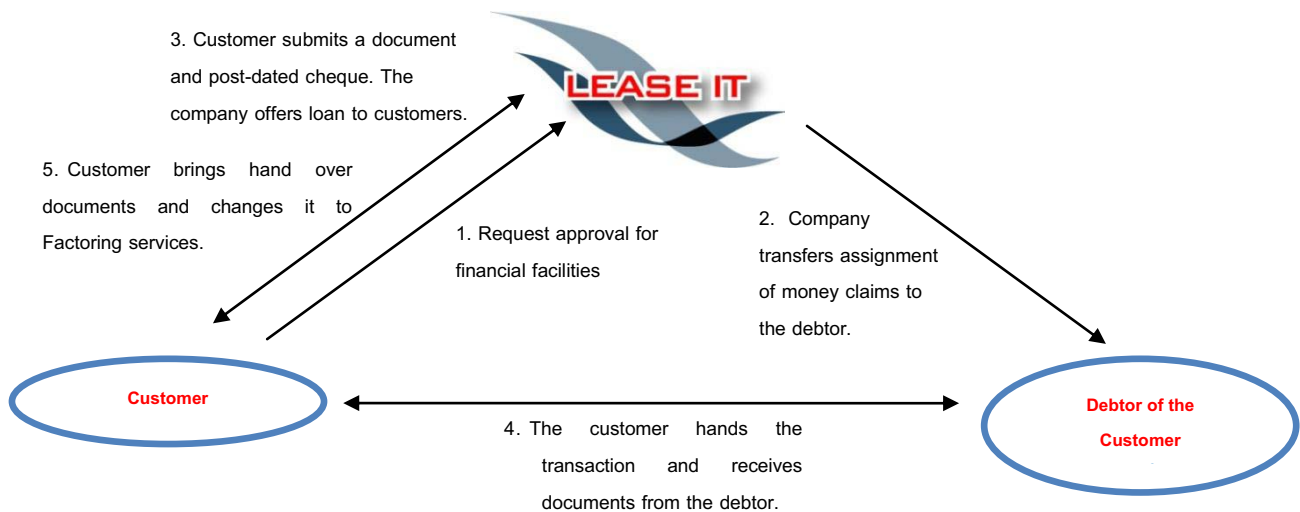 3. Customer submits a document
and post-dated cheque. The
company offers loan to customers.
LEASE IT
5. Customer brings hand over
documents and changes it to
Factoring services.
1. Request approval for
financial facilities
2. Company
transfers assignment
of money claims to
the debtor.
Customer
Debtor of the
Customer
4. The customer hands the
transaction and receives
documents from the debtor.